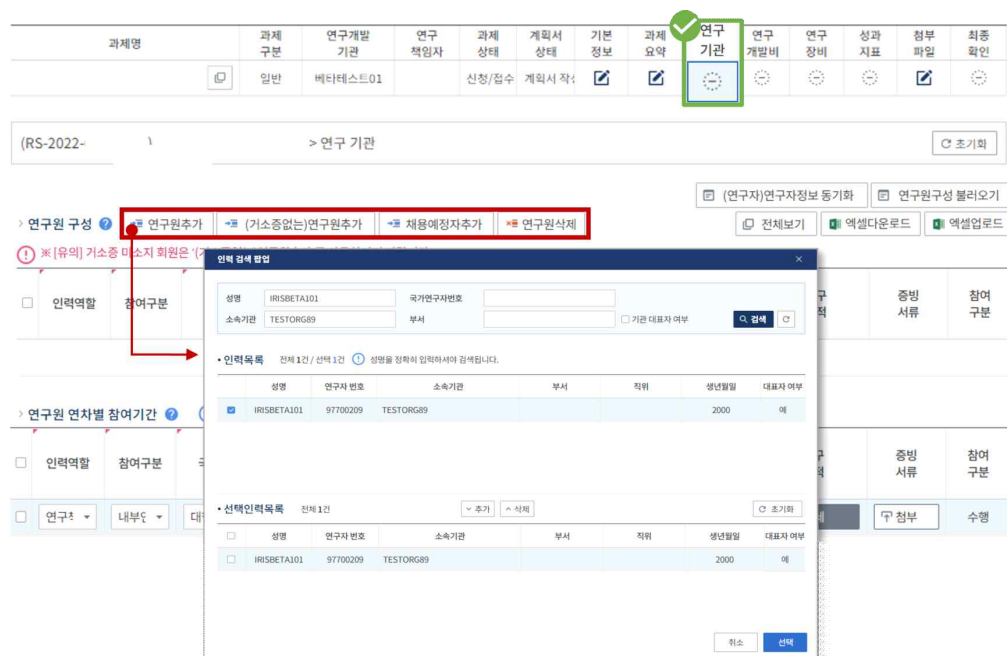 과제명 과제 구분 연구개발 기관 연구 책임자 과제 상태 계획서 상태 기본 정보 과제 요약 연구 기관 연구 개발비 연구 장비 성과 지표 첨부 파일 최종 확인
일반 베타테스트01 신청/접수 계획서 작성
(RS-2022- ) > 연구 기관 초기화
(연구자)연구자정보 동기화 연구원구성 불러오기
연구원 구성 연구원추가 (거소증없는)연구원추가 채용예정자추가 연구원삭제 전체보기 엑셀다운로드 엑셀업로드
※ [유의] 거소증 미소지 회원은
인력역할 참여구분 증빙 서류 참여 구분
연구원 연차별 참여기간
인력역할 참여구분 증빙 서류 참여 구분
첨부 수행
인력 검색 팝업
성명 IRISBETA101 국가연구자번호
소속기관 TESTORG89 부서 기관 대표자 여부 검색
• 인력목록 전체 1건 / 선택 1건 성명을 정확히 입력하셔야 검색됩니다.
성명 연구자 번호 소속기관 부서 직위 생년월일 대표자 여부
IRISBETA101 97700209 TESTORG89 2000 예
• 선택인력목록 전체 1건 추가 삭제 초기화
성명 연구자 번호 소속기관 부서 직위 생년월일 대표자 여부
IRISBETA101 97700209 TESTORG89 2000 예
취소 선택